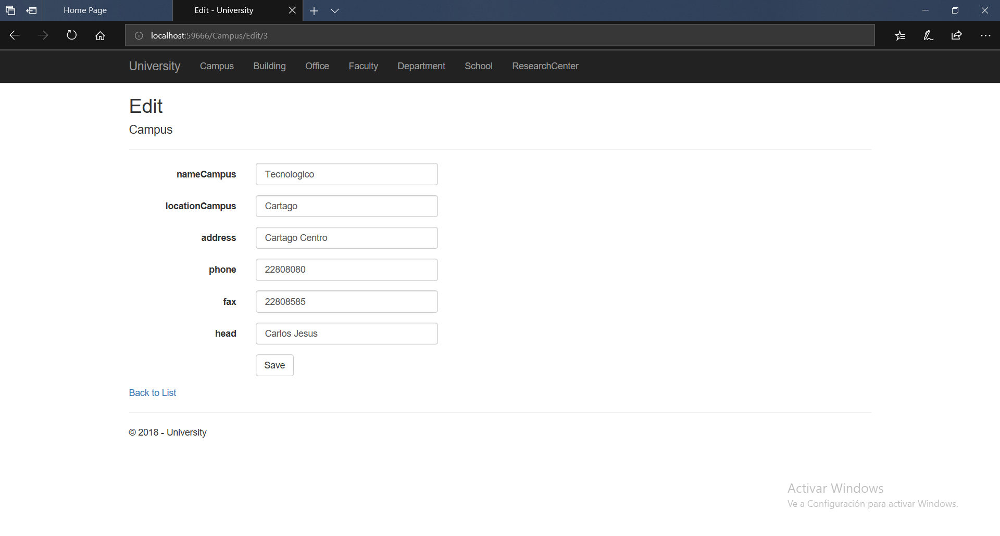 Home Page
Edit - University
localhost:59666/Campus/Edit/3
University Campus Building Office Faculty Department School ResearchCenter
Edit
Campus
nameCampus Tecnologico
locationCampus Cartago
address Cartago Centro
phone 22808080
fax 22808585
head Carlos Jesus
Save
Back to List
© 2018 - University
Activar Windows
Ve a Configuración para activar Windows.